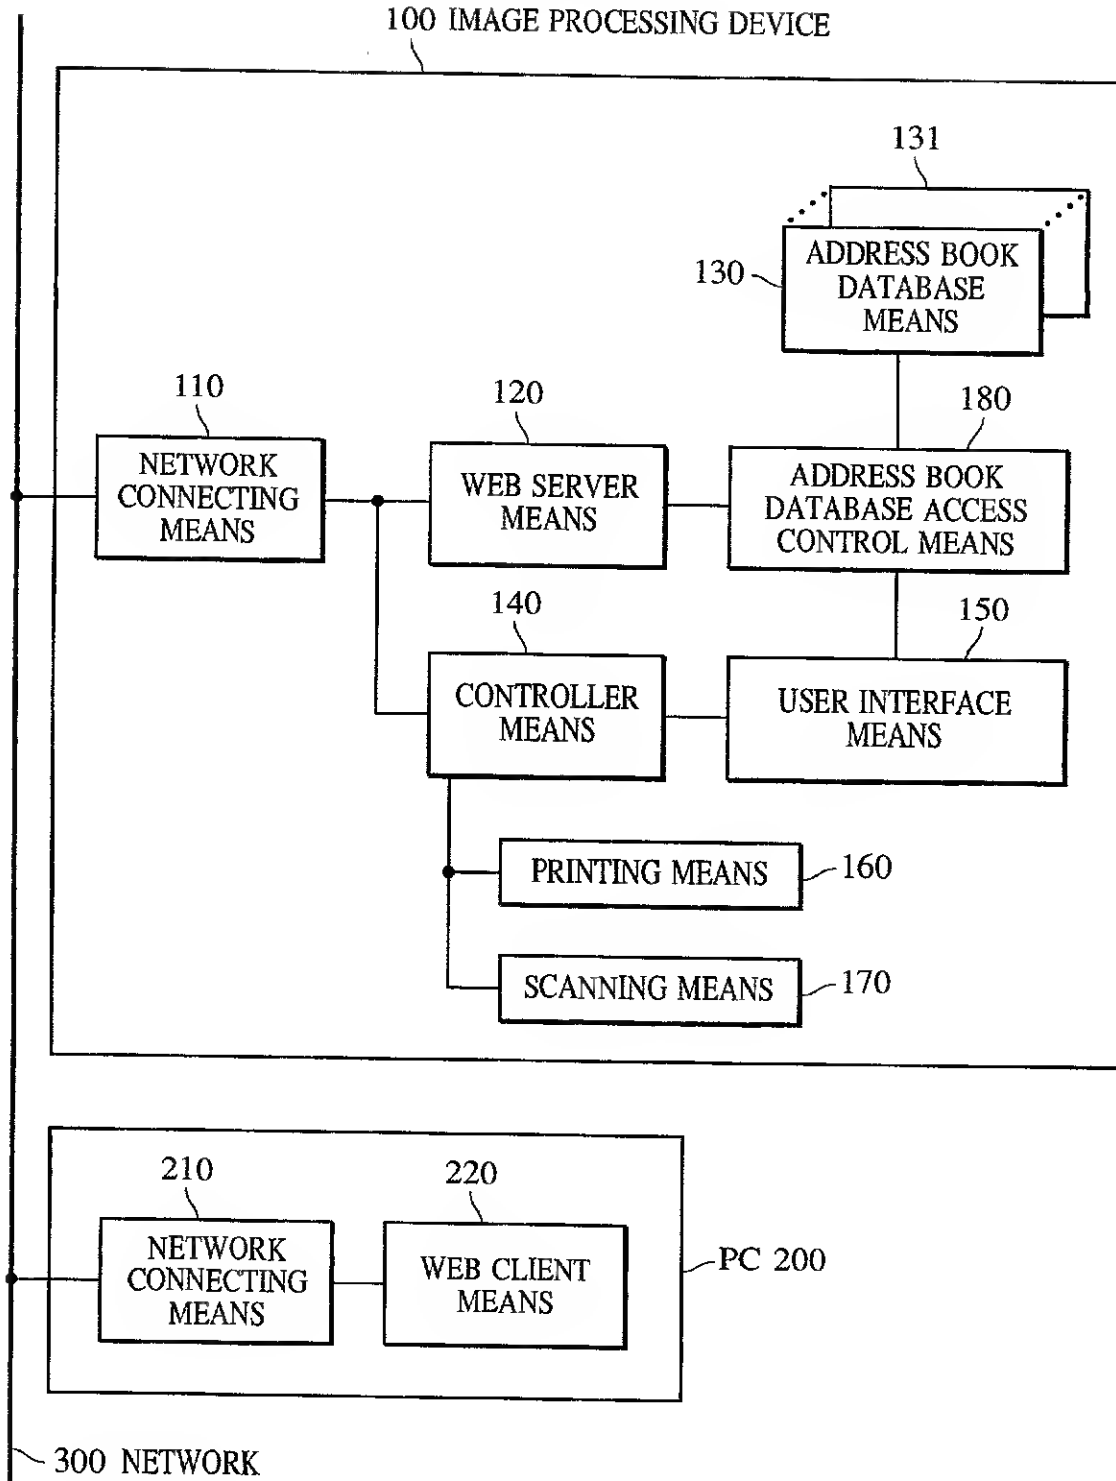 100 IMAGE PROCESSING DEVICE
131
130
ADDRESS BOOK
DATABASE
MEANS
110
120
180
NETWORK
CONNECTING
MEANS
WEB SERVER
MEANS
ADDRESS BOOK
DATABASE ACCESS
CONTROL MEANS
140
150
CONTROLLER
MEANS
USER INTERFACE
MEANS
PRINTING MEANS
160
SCANNING MEANS
170
210
220
NETWORK
CONNECTING
MEANS
WEB CLIENT
MEANS
PC 200
300 NETWORK